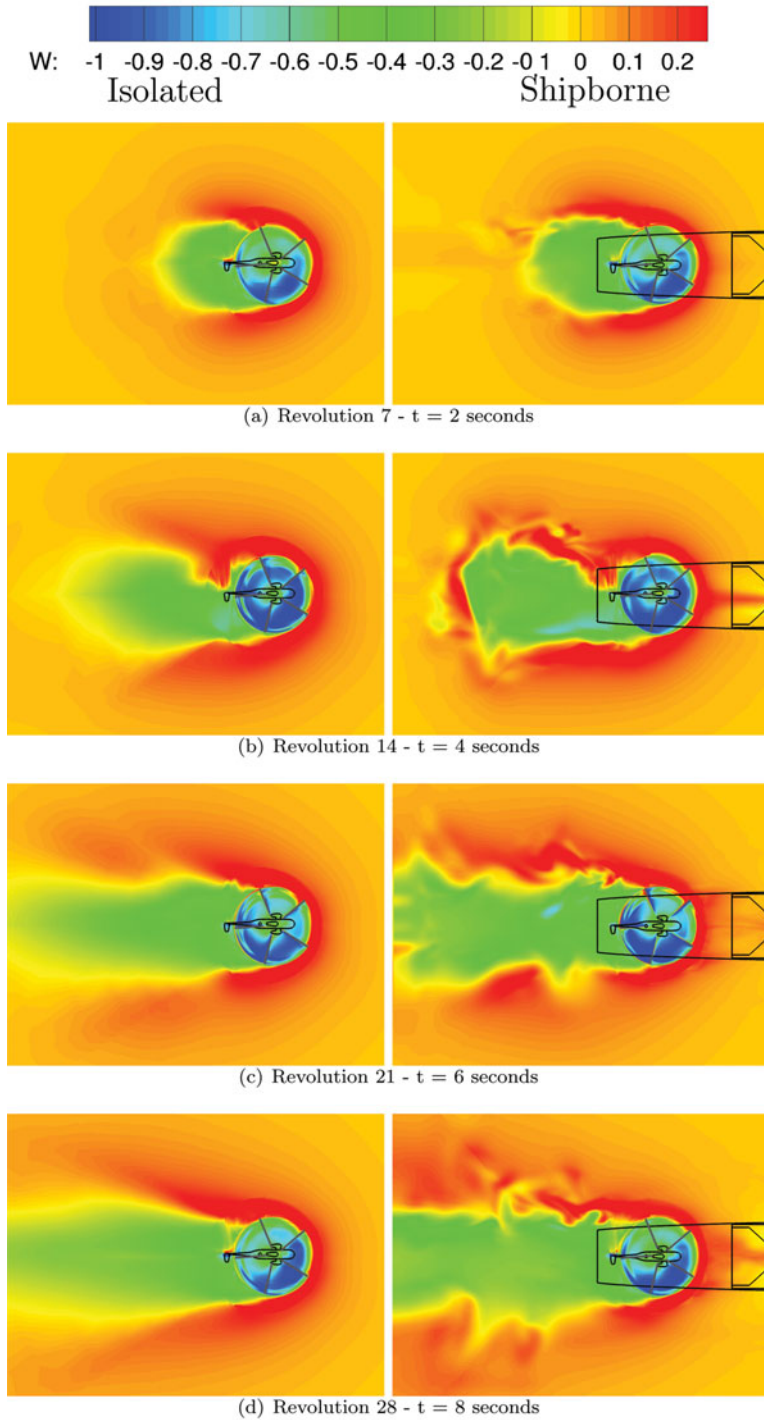 W: -1 -0.9 -0.8 -0.7 -0.6 -0.5 -0.4 -0.3 -0.2 -0 1 0 0.1 0.2
Isolated Shipborne
(a) Revolution 7 - t = 2 seconds
(b) Revolution 14 - t = 4 seconds
(c) Revolution 21 - t = 6 seconds
(d) Revolution 28 - t = 8 seconds